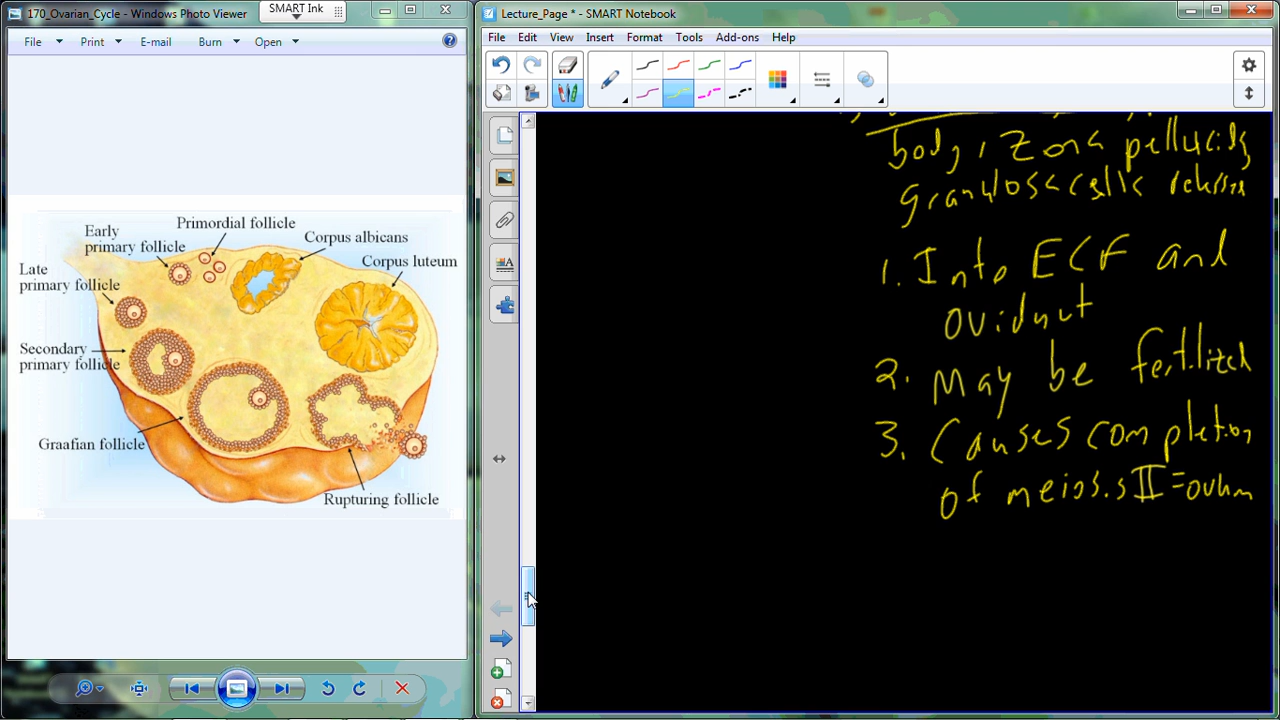 170_Ovarian_Cycle - Windows Photo Viewer
SMART Ink
File Print E-mail Burn Open
Early
primary follicle
Primordial follicle
Corpus albicans
Corpus luteum
Late
primary follicle
Secondary
primary follicle
Graafian follicle
Rupturing follicle
Lecture_Page * - SMART Notebook
File Edit View Insert Format Tools Add-ons Help
body, Zona pellucida,
granulosa cells release
1. Into ECF and
oviduct
2. May be fertilized
3. Causes completion
of meiosis II = ovum